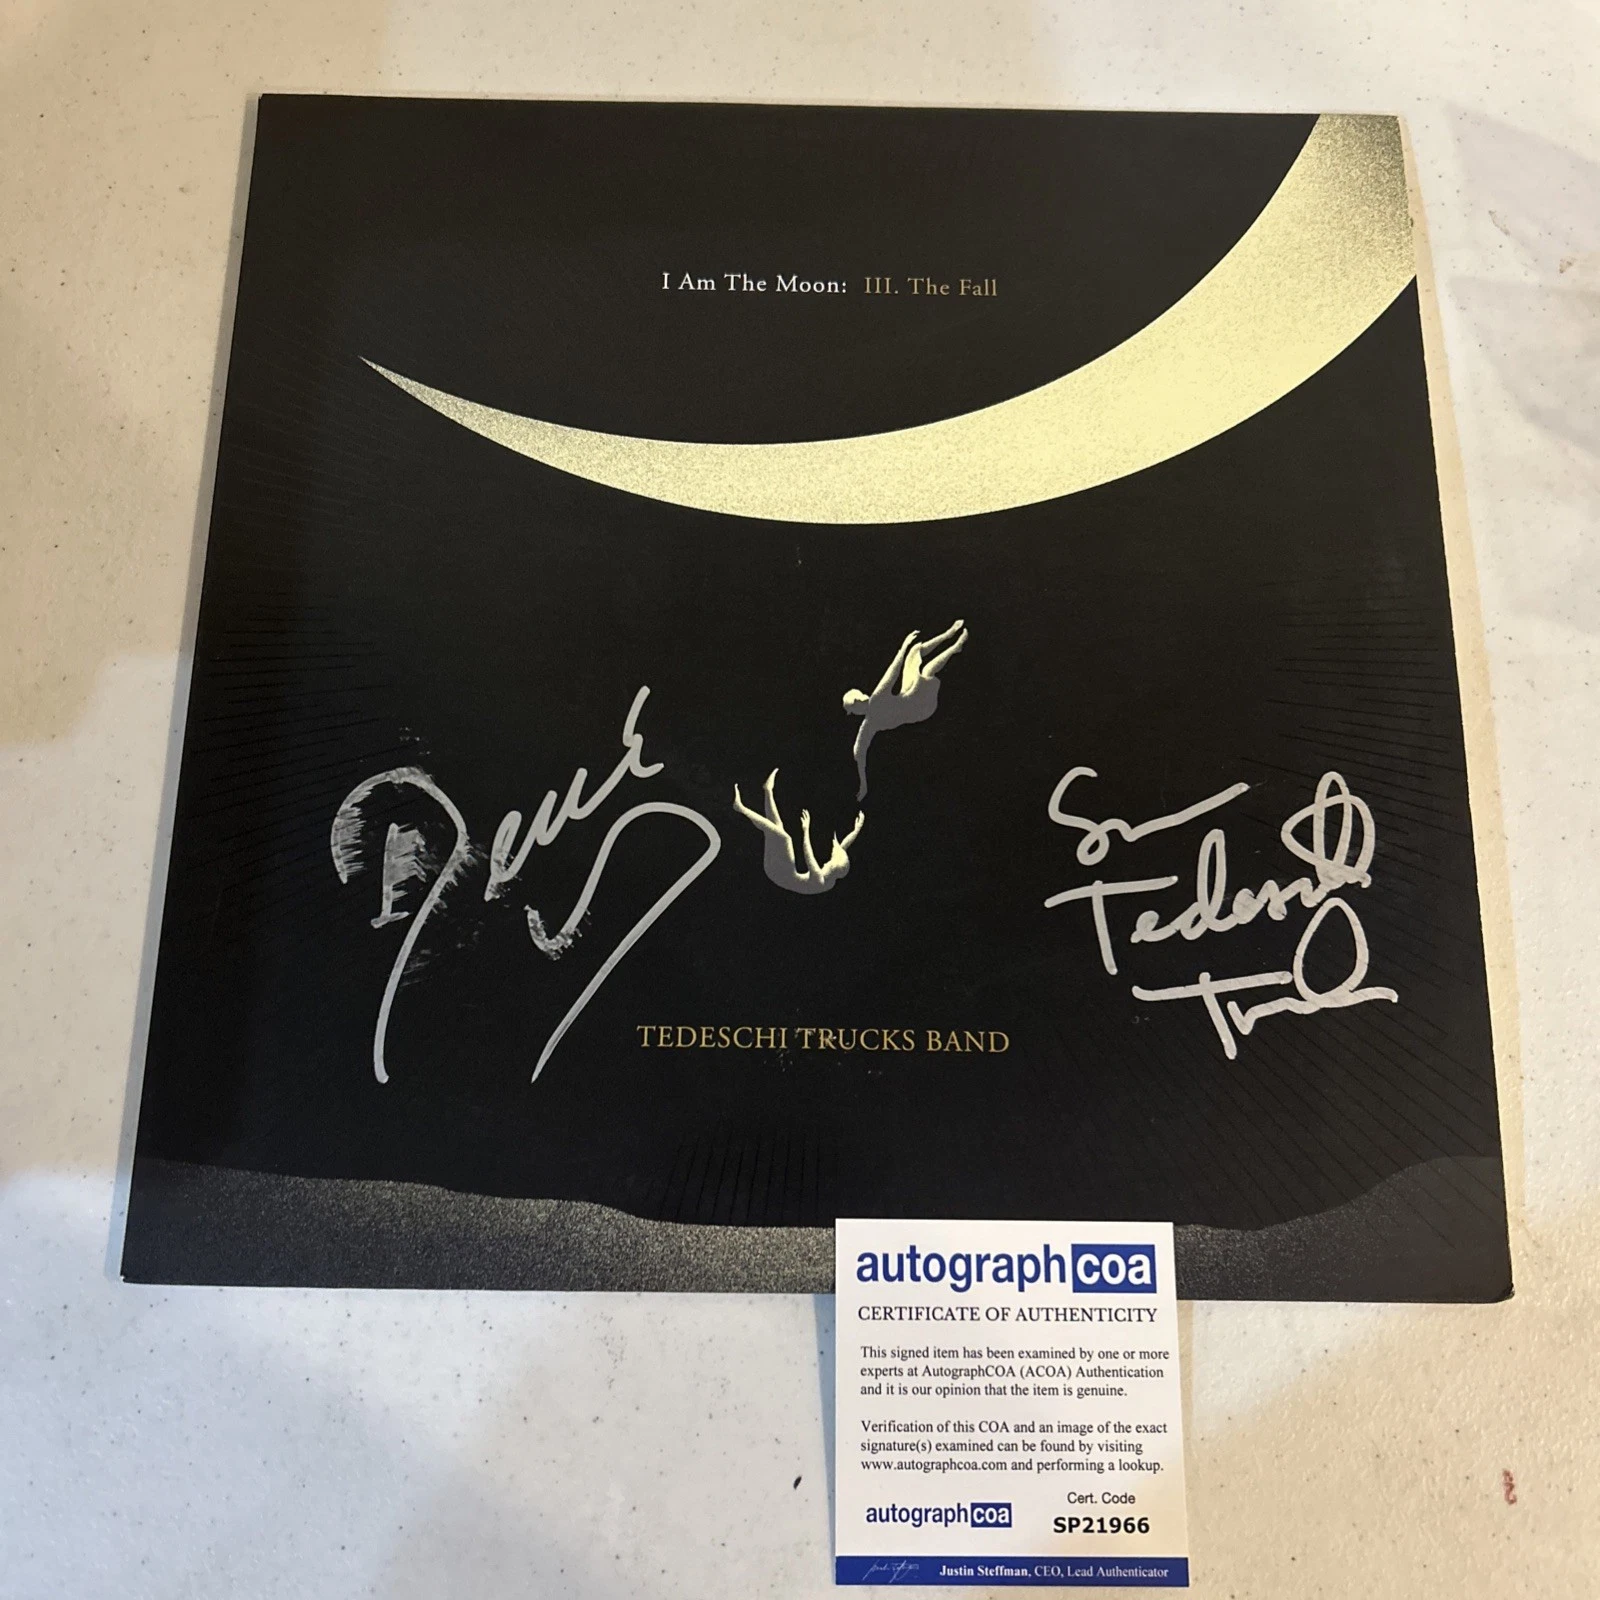 I Am The Moon: III. The Fall
Derek
Tedeschi
TEDESCHI TRUCKS BAND
autographcoa
CERTIFICATE OF AUTHENTICITY
This signed item has been examined by one or more
experts at AutographCOA (ACOA) Authentication
and it is our opinion that the item is genuine.
Verification of this COA and an image of the exact
signature(s) examined can be found by visiting
www.autographcoa.com and performing a lookup.
autographcoa
Cert. Code
SP21966
Justin Steffman, CEO, Lead Authenticator